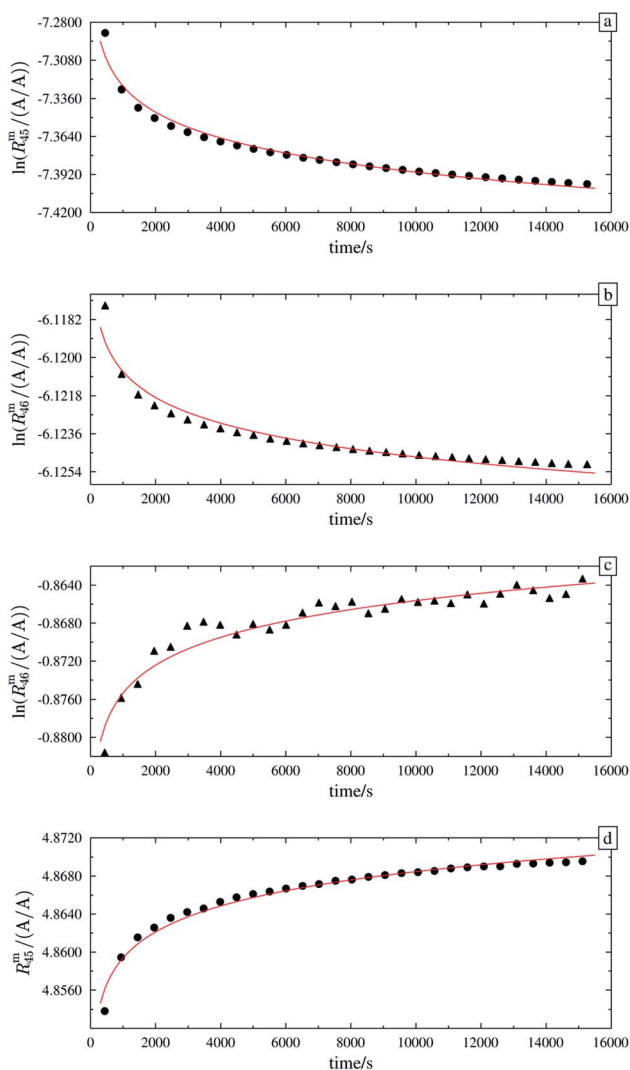 a
-7.2800
-7.3080
-7.3360
-7.3640
-7.3920
-7.4200
ln(R₄₅ᵐ/(A/A))
0 2000 4000 6000 8000 10000 12000 14000 16000
time/s
b
-6.1182
-6.1200
-6.1218
-6.1236
-6.1254
ln(R₄₆ᵐ/(A/A))
0 2000 4000 6000 8000 10000 12000 14000 16000
time/s
c
-0.8640
-0.8680
-0.8720
-0.8760
-0.8800
ln(R₄₆ᵐ/(A/A))
0 2000 4000 6000 8000 10000 12000 14000 16000
time/s
d
4.8720
4.8680
4.8640
4.8600
4.8560
R₄₅ᵐ/(A/A)
0 2000 4000 6000 8000 10000 12000 14000 16000
time/s